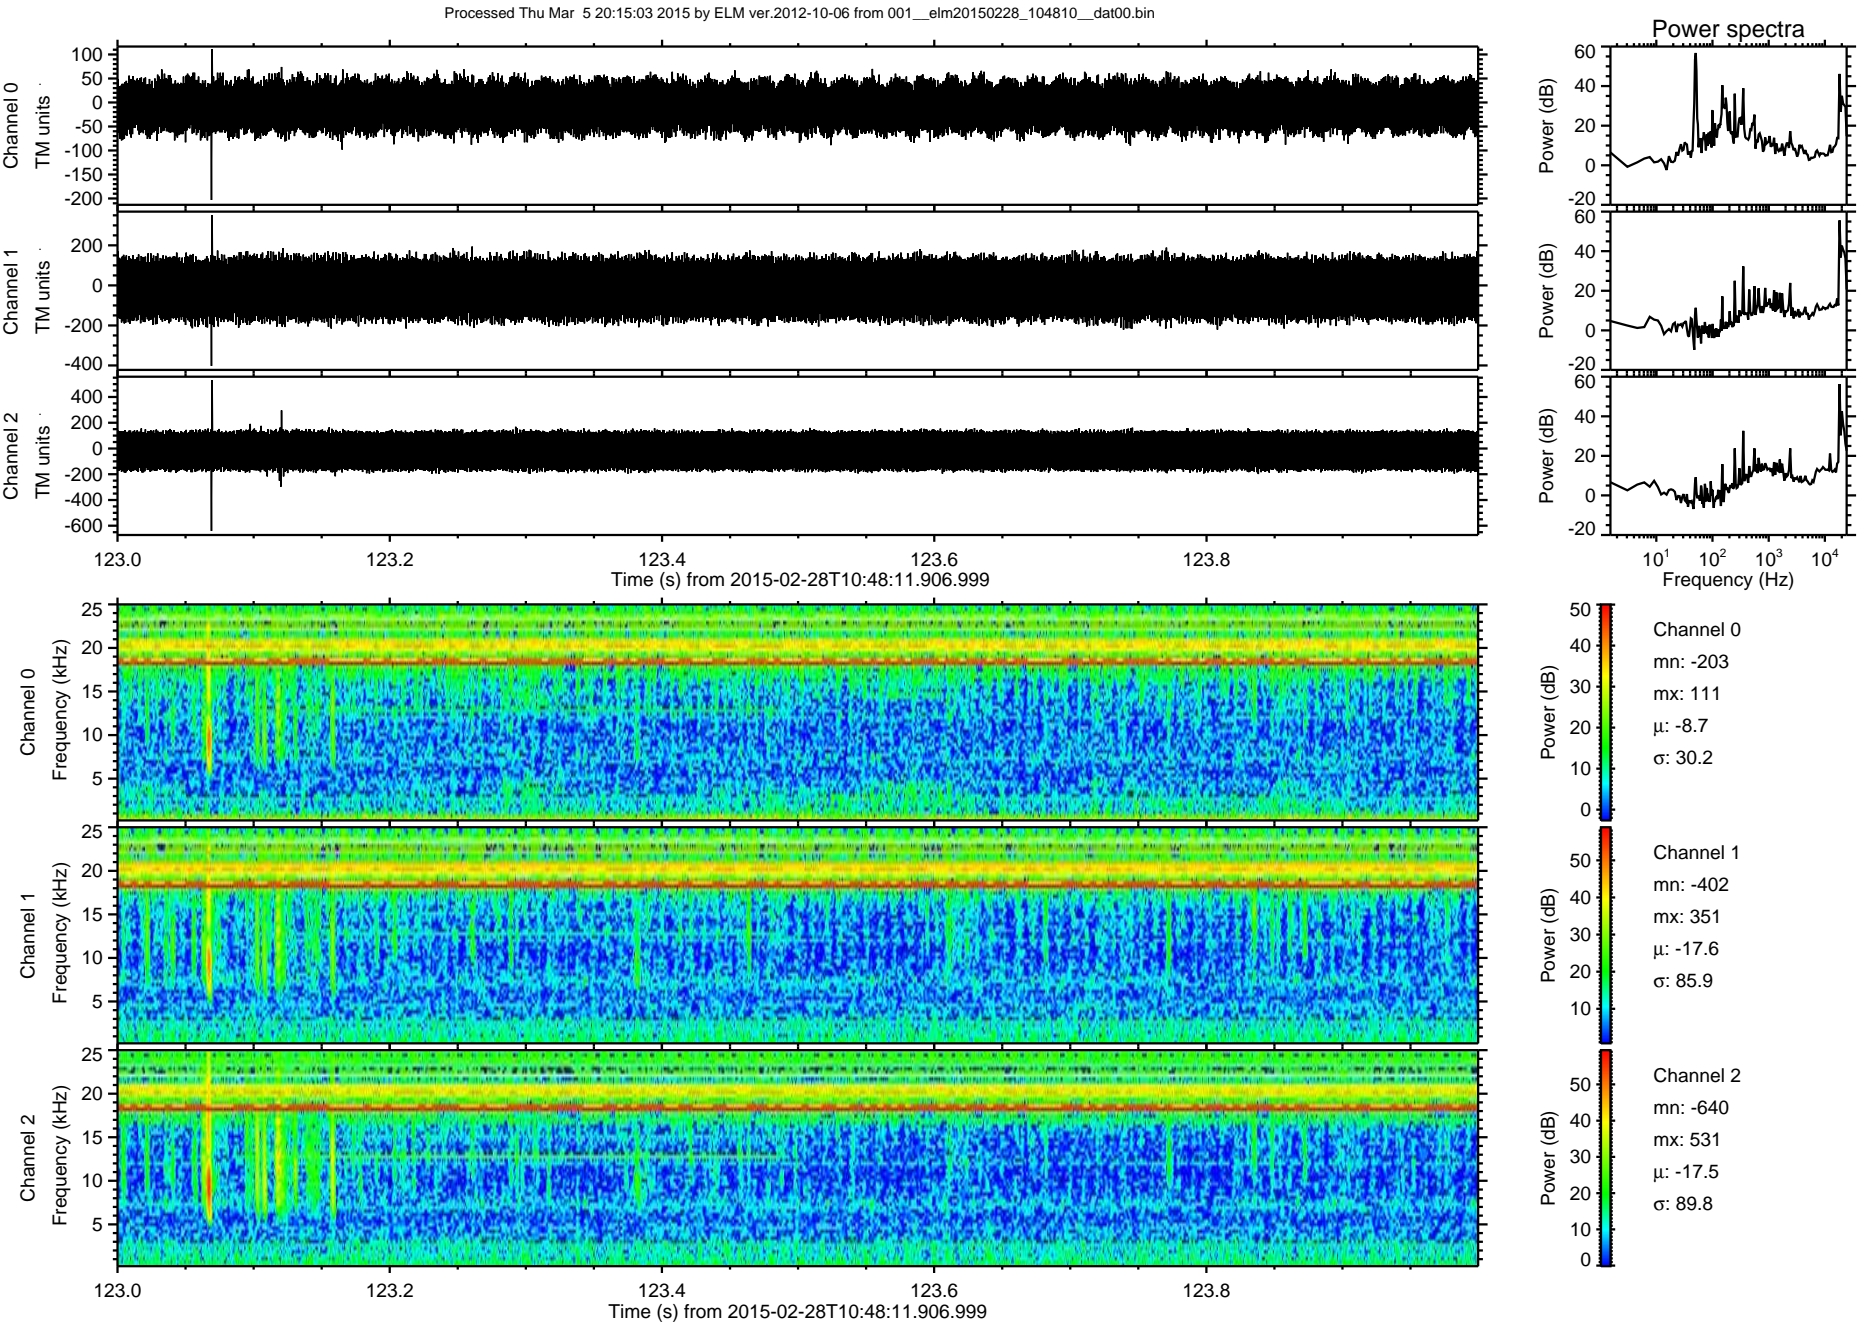 Processed Thu Mar  5 20:15:03 2015 by ELM ver.2012-10-06 from 001__elm20150228_104810__dat00.bin
Power spectra
Channel 0
TM units
100
50
0
-50
-100
-150
-200
Power (dB)
60
40
20
0
-20
Channel 1
TM units
200
0
-200
-400
Power (dB)
60
40
20
0
-20
Channel 2
TM units
400
200
0
-200
-400
-600
Power (dB)
60
40
20
0
-20
123.0 123.2 123.4 123.6 123.8
Time (s) from 2015-02-28T10:48:11.906.999
10^1 10^2 10^3 10^4
Frequency (Hz)
Channel 0
Frequency (kHz)
25
20
15
10
5
Power (dB)
50
40
30
20
10
0
Channel 0
mn: -203
mx: 111
μ: -8.7
σ: 30.2
Channel 1
Frequency (kHz)
25
20
15
10
5
Power (dB)
50
40
30
20
10
Channel 1
mn: -402
mx: 351
μ: -17.6
σ: 85.9
Channel 2
Frequency (kHz)
25
20
15
10
5
Power (dB)
50
40
30
20
10
0
Channel 2
mn: -640
mx: 531
μ: -17.5
σ: 89.8
123.0 123.2 123.4 123.6 123.8
Time (s) from 2015-02-28T10:48:11.906.999